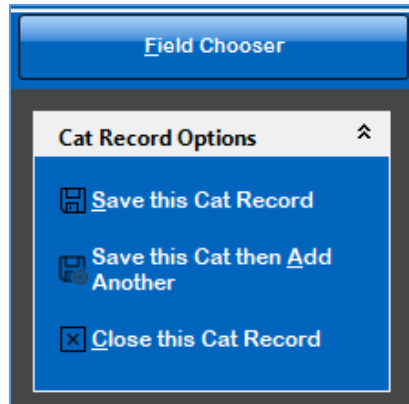 Field Chooser
Cat Record Options
Save this Cat Record
Save this Cat then Add
Another
Close this Cat Record